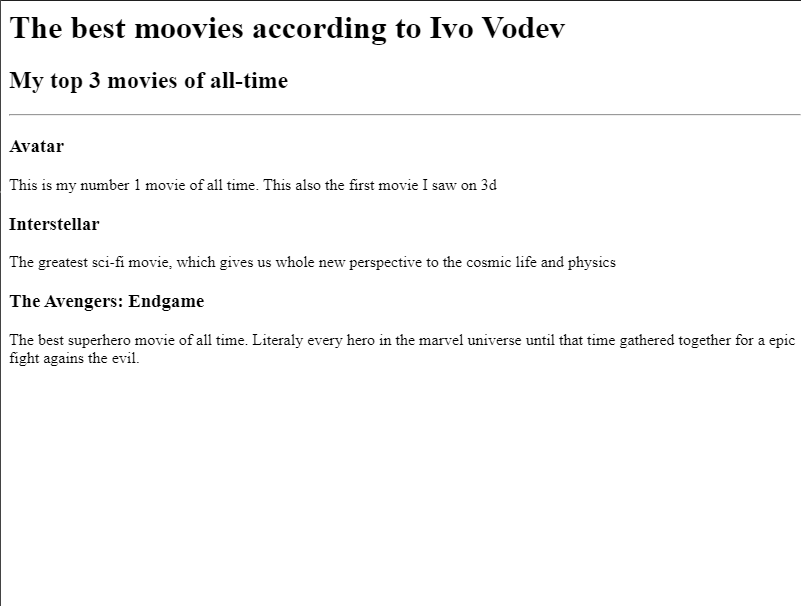 The best moovies according to Ivo Vodev
My top 3 movies of all-time
Avatar
This is my number 1 movie of all time. This also the first movie I saw on 3d
Interstellar
The greatest sci-fi movie, which gives us whole new perspective to the cosmic life and physics
The Avengers: Endgame
The best superhero movie of all time. Literaly every hero in the marvel universe until that time gathered together for a epic
fight agains the evil.